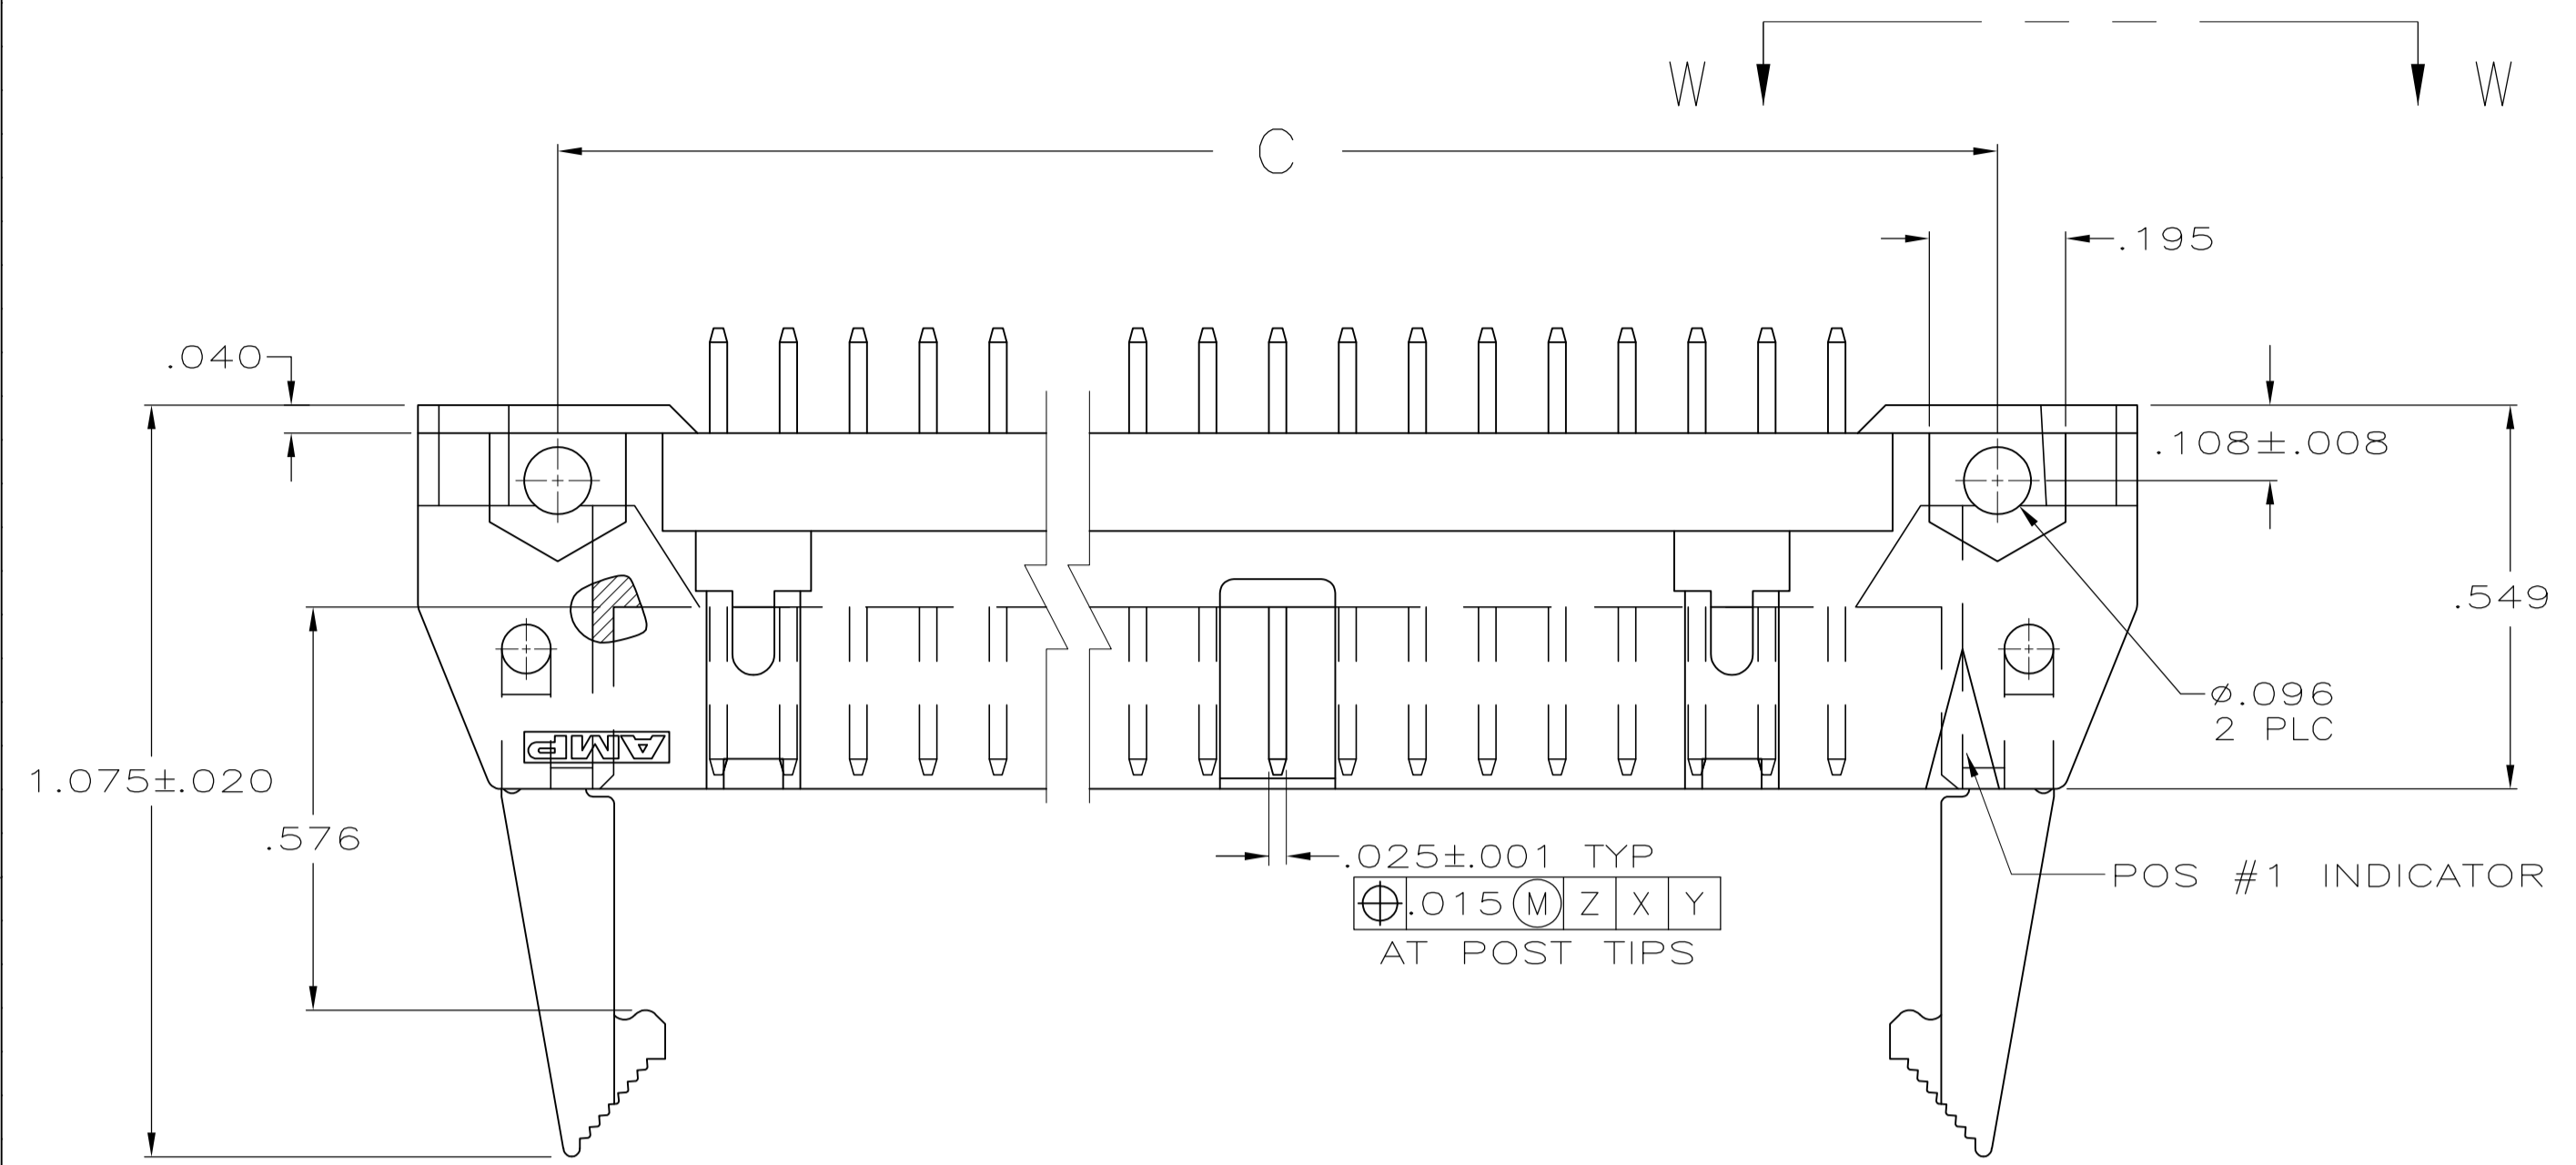 W W
C
.195
.040
.108±.008
.549
Ø.096
2 PLC
AMP
1.075±.020
.576
.025±.001 TYP
⌖.015 Ⓜ Z X Y
AT POST TIPS
POS #1 INDICATOR